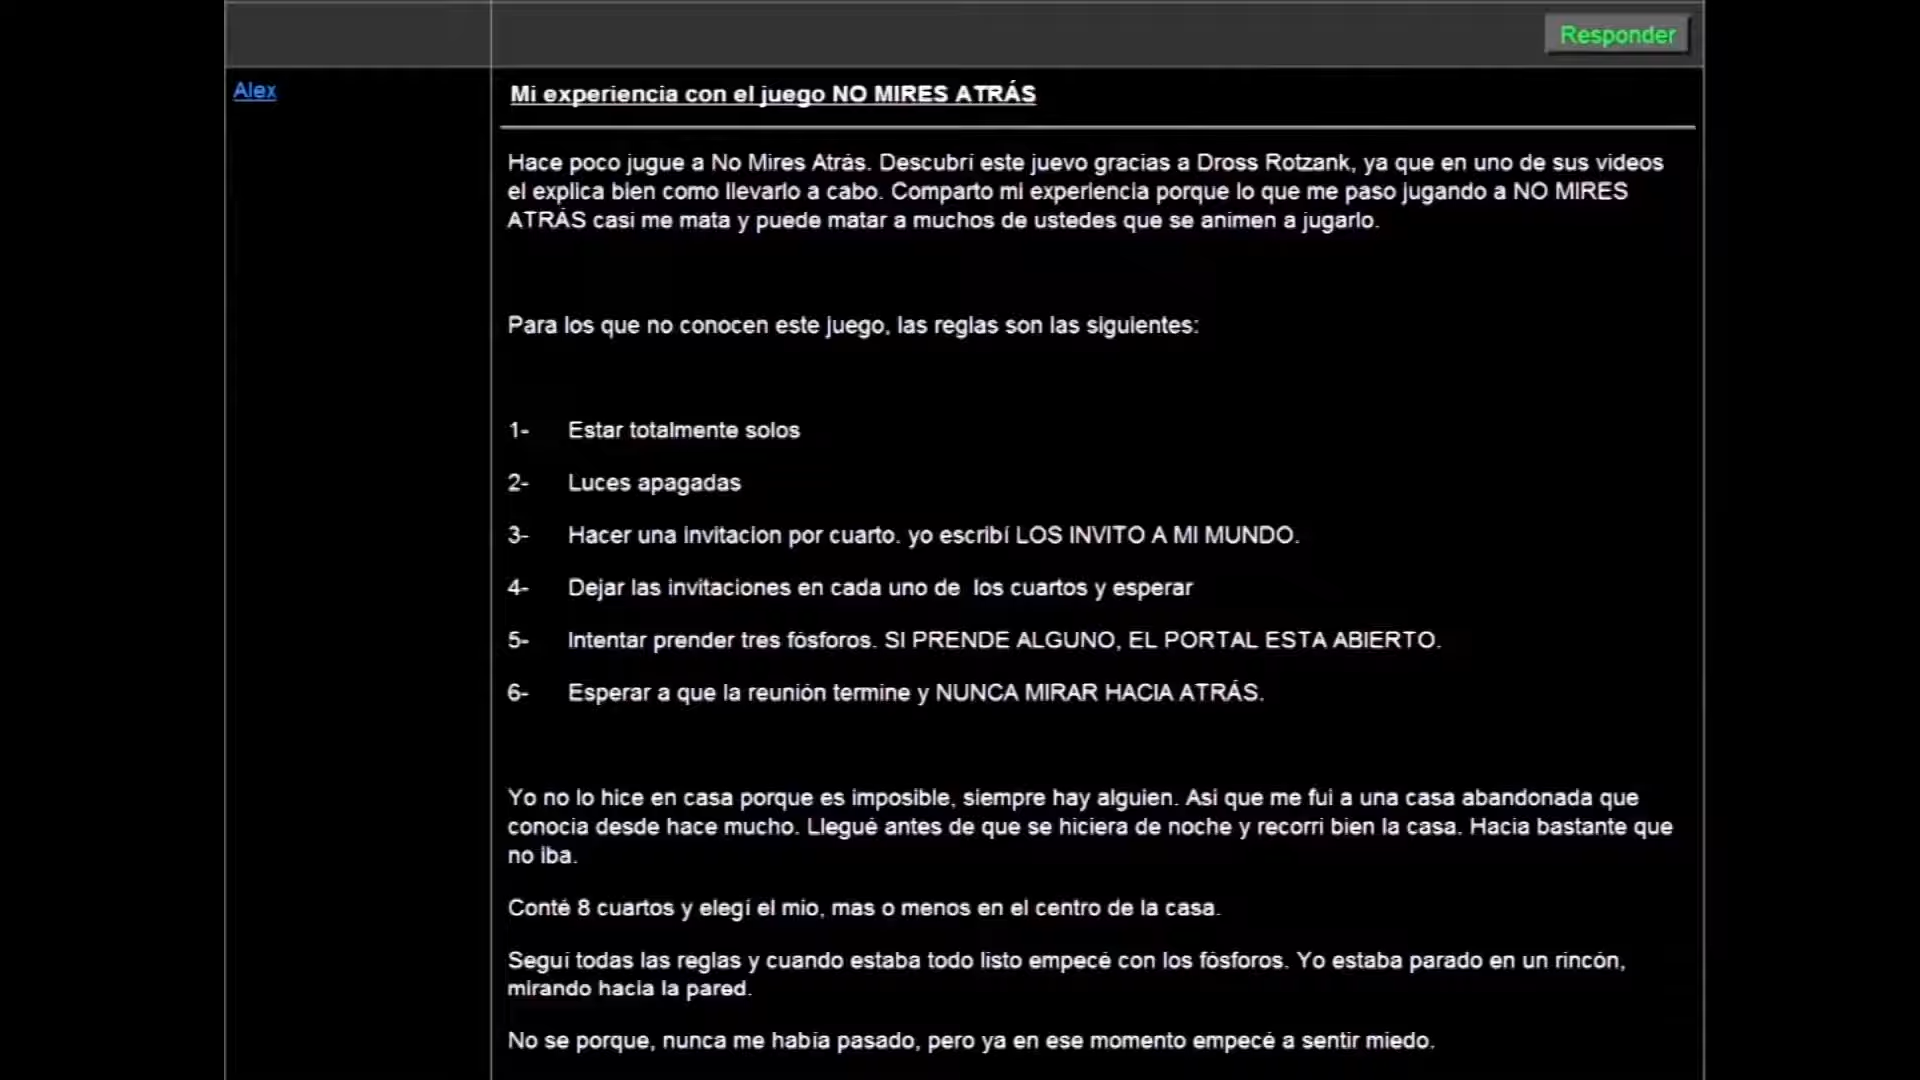 Responder
Alex
Mi experiencia con el juego NO MIRES ATRÁS
Hace poco jugue a No Mires Atrás. Descubrí este juevo gracias a Dross Rotzank, ya que en uno de sus videos
el explica bien como llevarlo a cabo. Comparto mi experiencia porque lo que me paso jugando a NO MIRES
ATRÁS casi me mata y puede matar a muchos de ustedes que se animen a jugarlo.
Para los que no conocen este juego, las reglas son las siguientes:
1- Estar totalmente solos
2- Luces apagadas
3- Hacer una invitacion por cuarto. yo escribí LOS INVITO A MI MUNDO.
4- Dejar las invitaciones en cada uno de los cuartos y esperar
5- Intentar prender tres fósforos. SI PRENDE ALGUNO, EL PORTAL ESTA ABIERTO.
6- Esperar a que la reunión termine y NUNCA MIRAR HACIA ATRÁS.
Yo no lo hice en casa porque es imposible, siempre hay alguien. Asi que me fui a una casa abandonada que
conocia desde hace mucho. Llegué antes de que se hiciera de noche y recorri bien la casa. Hacia bastante que
no iba.
Conté 8 cuartos y elegí el mio, mas o menos en el centro de la casa.
Seguí todas las reglas y cuando estaba todo listo empecé con los fósforos. Yo estaba parado en un rincón,
mirando hacia la pared.
No se porque, nunca me había pasado, pero ya en ese momento empecé a sentir miedo.